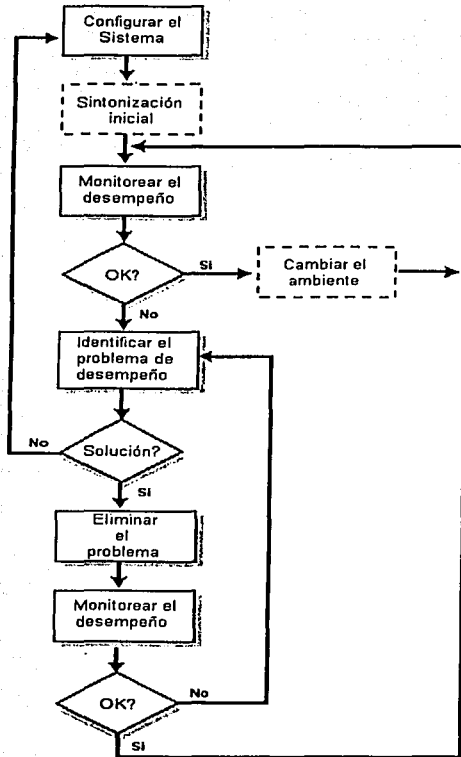 Configurar el
Sistema
Sintonización
inicial
Monitorear el
desempeño
OK?
Si
Cambiar el
ambiente
No
Identificar el
problema de
desempeño
No
Solución?
Si
Eliminar
el
problema
Monitorear el
desempeño
OK?
No
Si